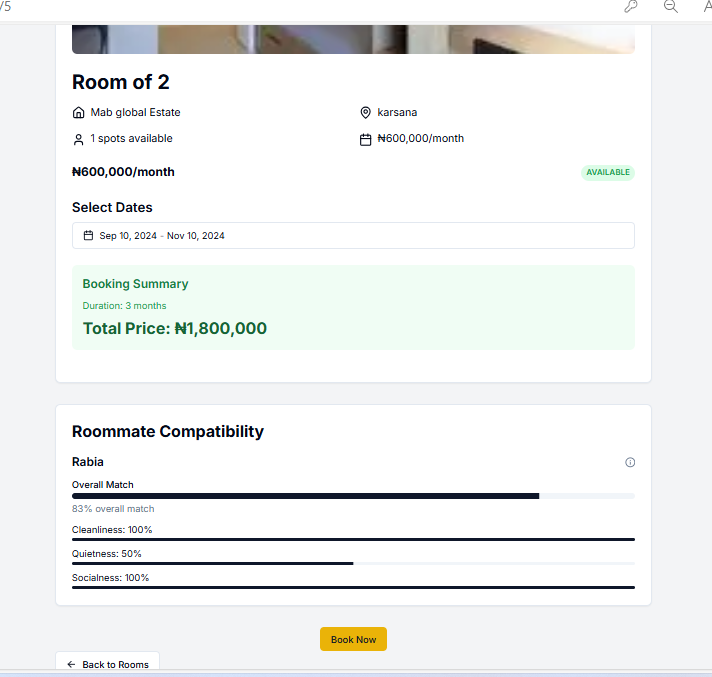 /5
Room of 2
Mab global Estate
karsana
1 spots available
₦600,000/month
₦600,000/month
AVAILABLE
Select Dates
Sep 10, 2024 - Nov 10, 2024
Booking Summary
Duration: 3 months
Total Price: ₦1,800,000
Roommate Compatibility
Rabia
Overall Match
83% overall match
Cleanliness: 100%
Quietness: 50%
Socialness: 100%
Book Now
Back to Rooms